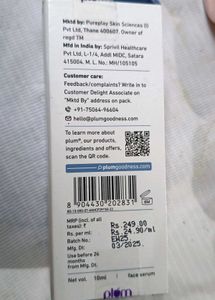 Mktd by: Pureplay Skin Sciences (I)
Pvt Ltd, Thane 400607. Owner of
regd TM
Mfd in India by: Sprivil Healthcare
Pvt Ltd, L-1/4, Addl MIDC, Satara
415004. M. L. No.: MH/105105
Customer care:
Feedback/complaints? Write in to
Customer Delight Associate on
"Mktd By" address on pack.
+91-75064-96604
hello@plumgoodness.com
To learn more about
plum®, our products,
ingredients and offers,
scan the QR code.
plumgoodness.com
8 904430 202831
MRP (incl. of all
taxes): ₹
Rs.249.00
Rs per ml:
Rs.24.90/ml
Batch No.:
EH25
Mfg. Dt:
03/2025
Use before 26
months
from Mfg. Dt.
Net vol. 10ml
face serum
plum